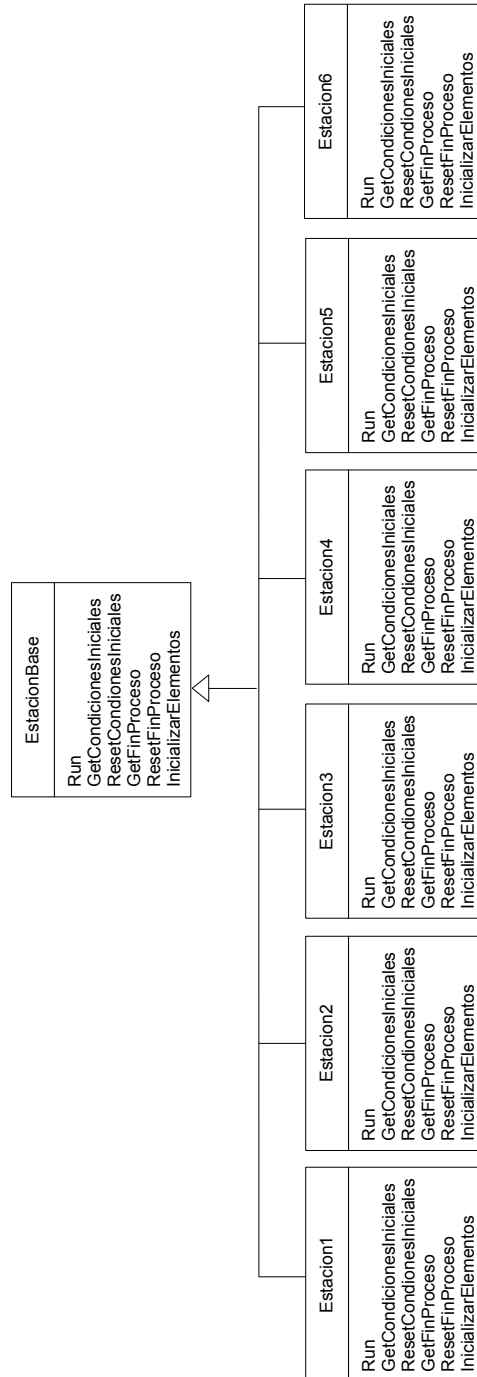 EstacionBase
Run
GetCondicionesIniciales
ResetCondionesIniciales
GetFinProceso
ResetFinProceso
InicializarElementos
Estacion1
Run
GetCondicionesIniciales
ResetCondionesIniciales
GetFinProceso
ResetFinProceso
InicializarElementos
Estacion2
Run
GetCondicionesIniciales
ResetCondionesIniciales
GetFinProceso
ResetFinProceso
InicializarElementos
Estacion3
Run
GetCondicionesIniciales
ResetCondionesIniciales
GetFinProceso
ResetFinProceso
InicializarElementos
Estacion4
Run
GetCondicionesIniciales
ResetCondionesIniciales
GetFinProceso
ResetFinProceso
InicializarElementos
Estacion5
Run
GetCondicionesIniciales
ResetCondionesIniciales
GetFinProceso
ResetFinProceso
InicializarElementos
Estacion6
Run
GetCondicionesIniciales
ResetCondionesIniciales
GetFinProceso
ResetFinProceso
InicializarElementos